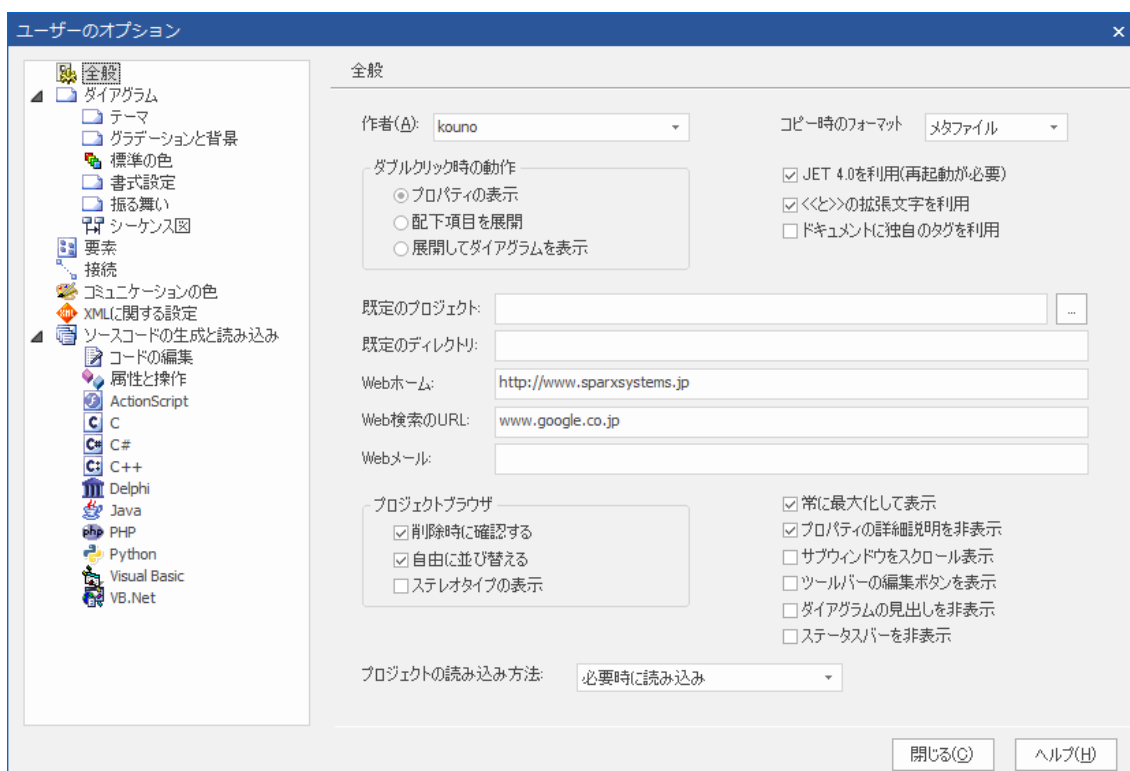 ユーザーのオプション
全般
ダイアグラム
テーマ
グラデーションと背景
標準の色
書式設定
振る舞い
シーケンス図
要素
接続
コミュニケーションの色
XMLに関する設定
ソースコードの生成と読み込み
コードの編集
属性と操作
ActionScript
C
C#
C++
Delphi
Java
PHP
Python
Visual Basic
VB.Net
全般
作者(A): kouno
コピー時のフォーマット メタファイル
ダブルクリック時の動作
プロパティの表示
配下項目を展開
展開してダイアグラムを表示
JET 4.0を利用(再起動が必要)
<<と>>の拡張文字を利用
ドキュメントに独自のタグを利用
既定のプロジェクト: ...
既定のディレクトリ:
Webホーム: http://www.sparxsystems.jp
Web検索のURL: www.google.co.jp
Webメール:
プロジェクトブラウザ
削除時に確認する
自由に並び替える
ステレオタイプの表示
常に最大化して表示
プロパティの詳細説明を非表示
サブウィンドウをスクロール表示
ツールバーの編集ボタンを表示
ダイアグラムの見出しを非表示
ステータスバーを非表示
プロジェクトの読み込み方法: 必要時に読み込み
閉じる(C) ヘルプ(H)